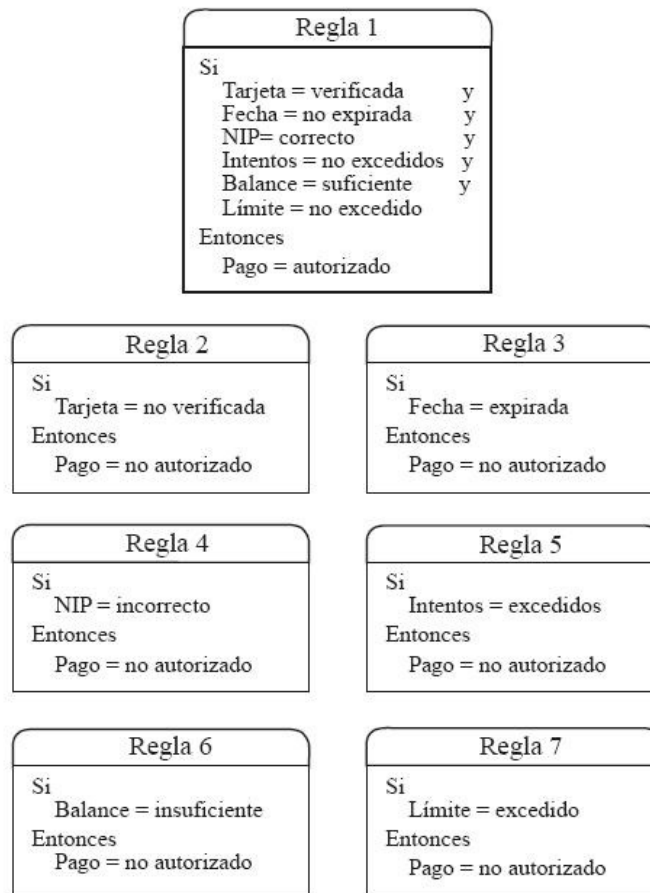 Regla 1
Si
Tarjeta = verificada y
Fecha = no expirada y
NIP= correcto y
Intentos = no excedidos y
Balance = suficiente y
Límite = no excedido
Entonces
Pago = autorizado
Regla 2
Si
Tarjeta = no verificada
Entonces
Pago = no autorizado
Regla 3
Si
Fecha = expirada
Entonces
Pago = no autorizado
Regla 4
Si
NIP = incorrecto
Entonces
Pago = no autorizado
Regla 5
Si
Intentos = excedidos
Entonces
Pago = no autorizado
Regla 6
Si
Balance = insuficiente
Entonces
Pago = no autorizado
Regla 7
Si
Límite = excedido
Entonces
Pago = no autorizado